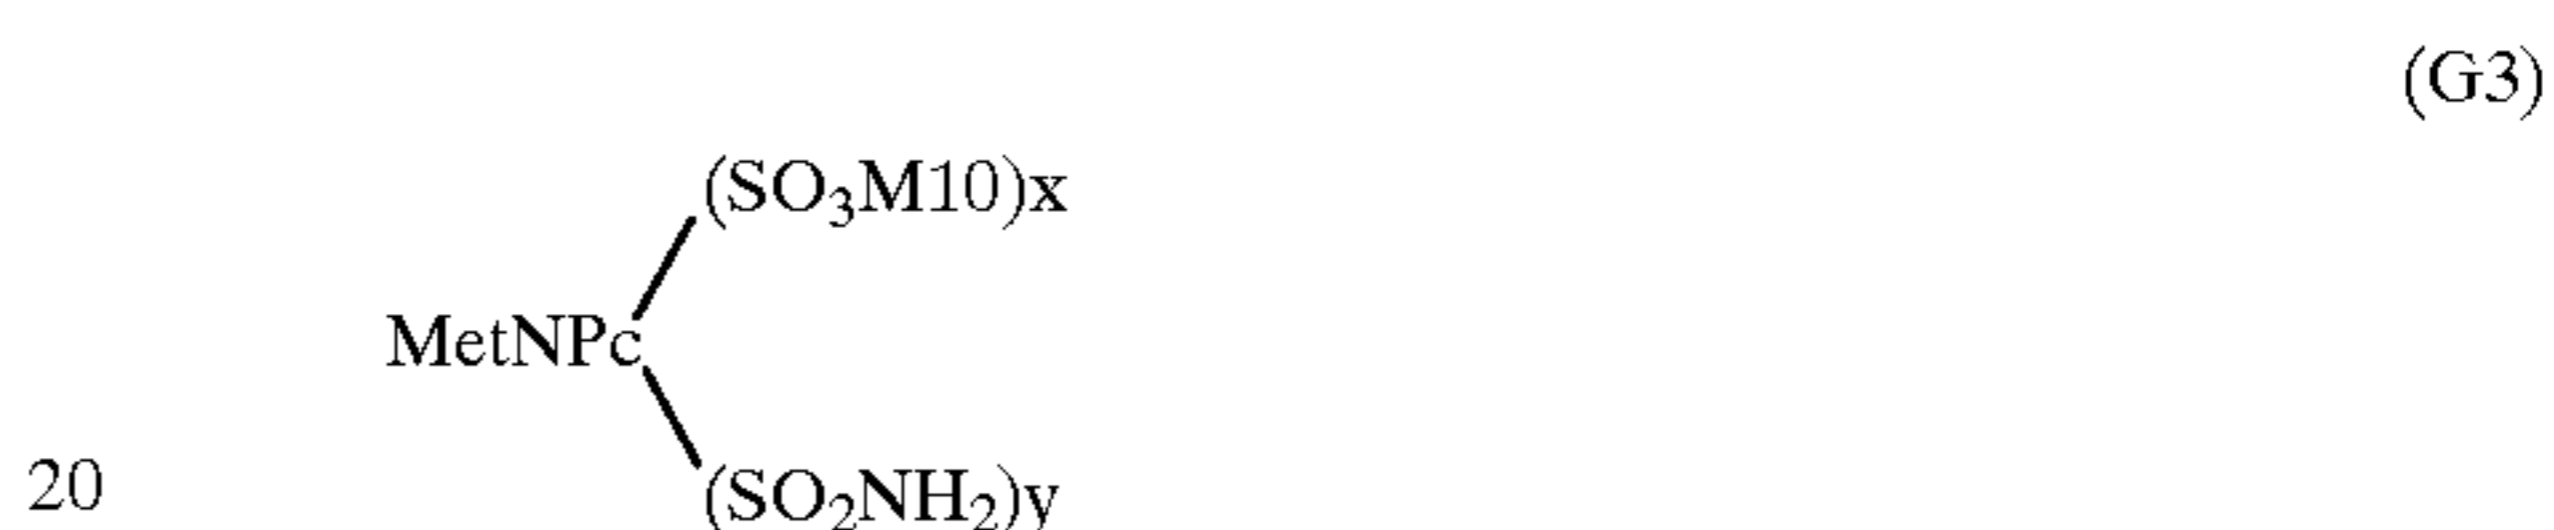 (G3)
(SO₃M10)x
MetNPc
20
(SO₂NH₂)y